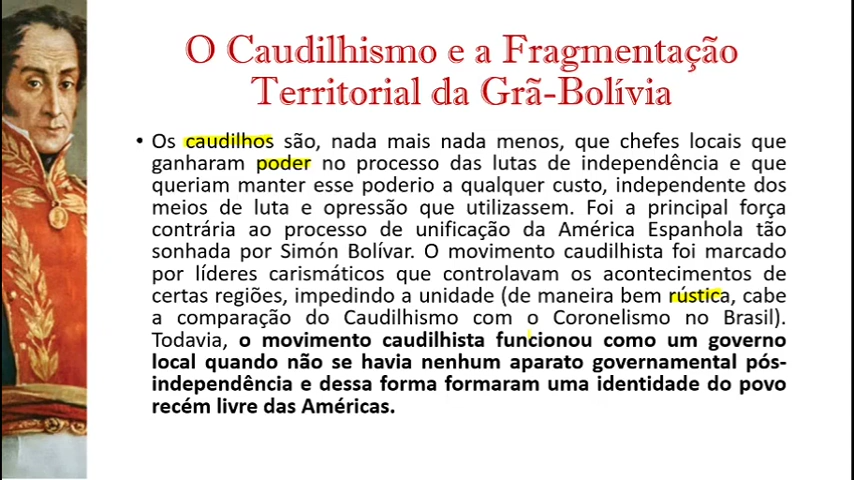 O Caudilhismo e a Fragmentação
Territorial da Grã-Bolívia
• Os caudilhos são, nada mais nada menos, que chefes locais que
ganharam poder no processo das lutas de independência e que
queriam manter esse poderio a qualquer custo, independente dos
meios de luta e opressão que utilizassem. Foi a principal força
contrária ao processo de unificação da América Espanhola tão
sonhada por Simón Bolívar. O movimento caudilhista foi marcado
por líderes carismáticos que controlavam os acontecimentos de
certas regiões, impedindo a unidade (de maneira bem rústica, cabe
a comparação do Caudilhismo com o Coronelismo no Brasil).
Todavia, o movimento caudilhista funcionou como um governo
local quando não se havia nenhum aparato governamental pós-
independência e dessa forma formaram uma identidade do povo
recém livre das Américas.